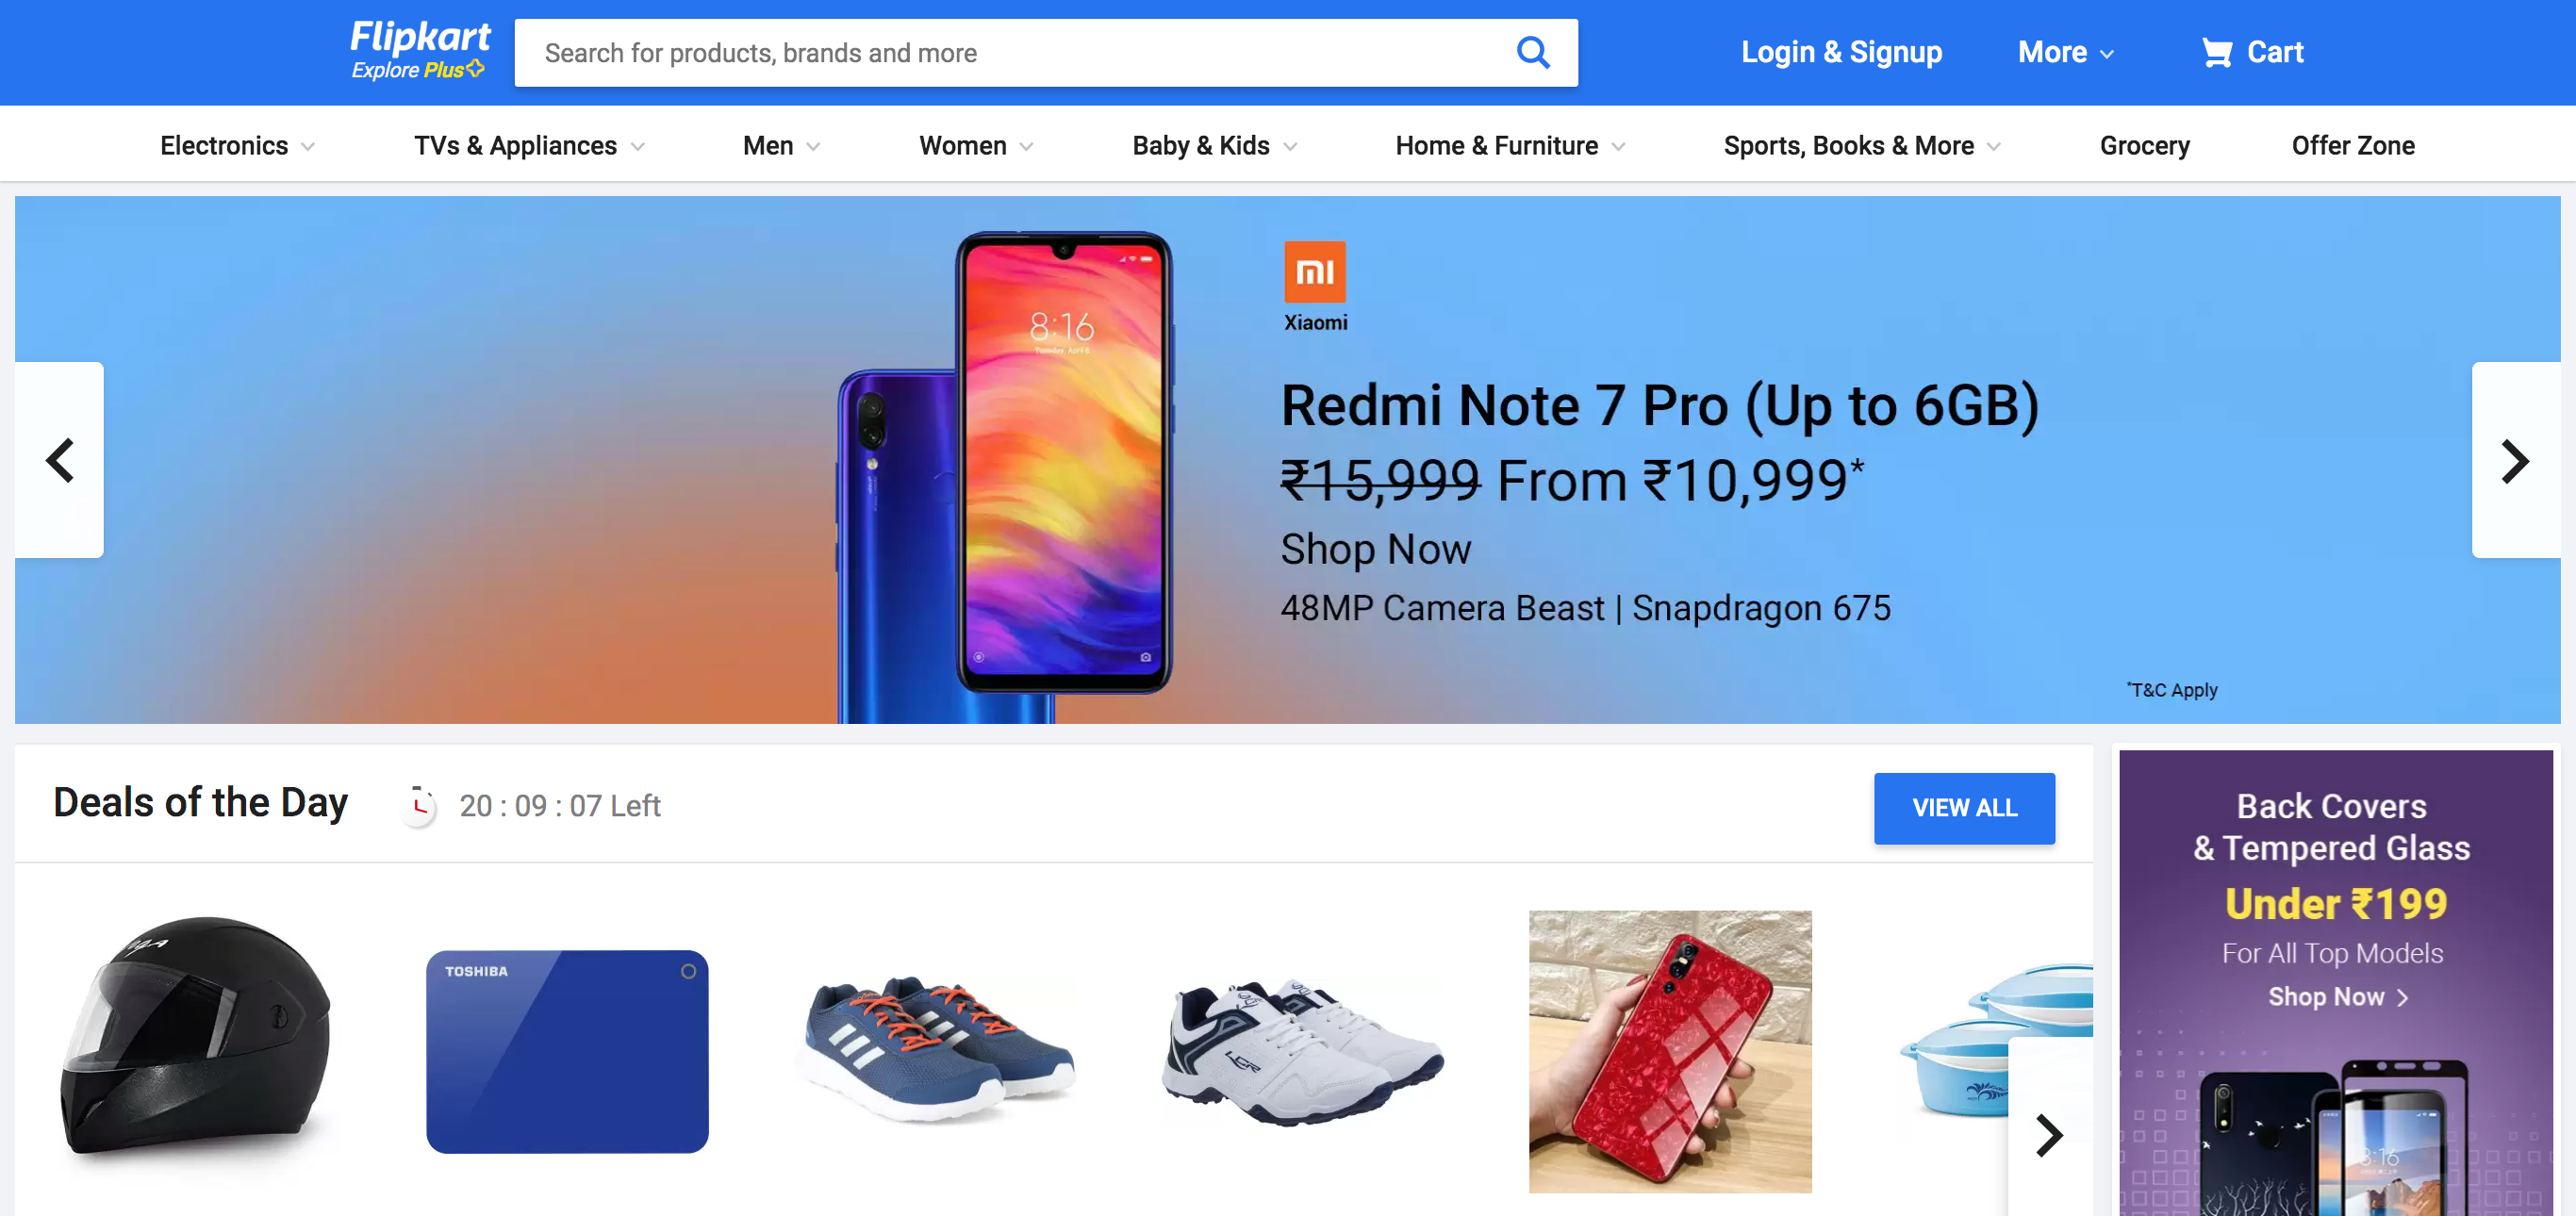 Flipkart
Explore Plus
Search for products, brands and more
Login & Signup
More
Cart
Electronics
TVs & Appliances
Men
Women
Baby & Kids
Home & Furniture
Sports, Books & More
Grocery
Offer Zone
8:16
mi
Xiaomi
Redmi Note 7 Pro (Up to 6GB)
₹15,999 From ₹10,999*
Shop Now
48MP Camera Beast | Snapdragon 675
*T&C Apply
Deals of the Day
20 : 09 : 07 Left
VIEW ALL
TOSHIBA
Back Covers
& Tempered Glass
Under ₹199
For All Top Models
Shop Now
8:16